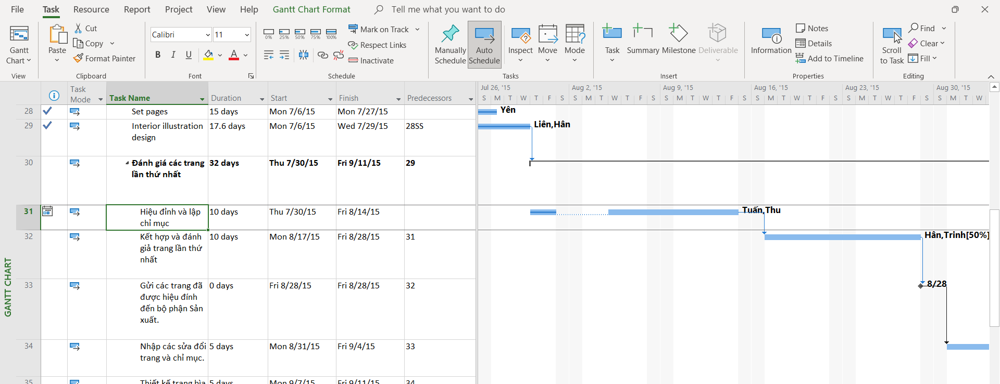 File Task Resource Report Project View Help Gantt Chart Format Tell me what you want to do
Gantt Chart
View
Paste
Cut
Copy
Format Painter
Clipboard
Calibri 11
B I U A
Font
0% 25% 50% 75% 100%
Mark on Track
Respect Links
Inactivate
Schedule
Manually Schedule
Auto Schedule
Inspect
Move
Mode
Tasks
Task
Summary
Milestone
Deliverable
Insert
Information
Notes
Details
Add to Timeline
Properties
Scroll to Task
Find
Clear
Fill
Editing
Task Mode Task Name Duration Start Finish Predecessors
Jul 26, '15 Aug 2, '15 Aug 9, '15 Aug 16, '15 Aug 23, '15 Aug 30, '15
S M T W T F S S M T W T F S S M T W T F S S M T W T F S S M T W T F S S M T W
28 Set pages 15 days Mon 7/6/15 Mon 7/27/15 Yên
29 Interior illustration 17.6 days Mon 7/6/15 Wed 7/29/15 28SS Liên,Hân
design
30 Đánh giá các trang 32 days Thu 7/30/15 Fri 9/11/15 29
lần thứ nhất
31 Hiệu đỉnh và lập 10 days Thu 7/30/15 Fri 8/14/15 Tuấn,Thu
chỉ mục
32 Kết hợp và đánh 10 days Mon 8/17/15 Fri 8/28/15 31 Hân,Trinh[50%]
giả trang lần thứ
nhất
33 Gửi các trang đã 0 days Fri 8/28/15 Fri 8/28/15 32 8/28
được hiệu đính
đến bộ phận Sản
xuất.
34 Nhập các sửa đổi 5 days Mon 8/31/15 Fri 9/4/15 33
trang và chỉ mục.
35 Thiết kế trang bìa 5 days Mon 9/7/15 Fri 9/11/15 34
GANTT CHART